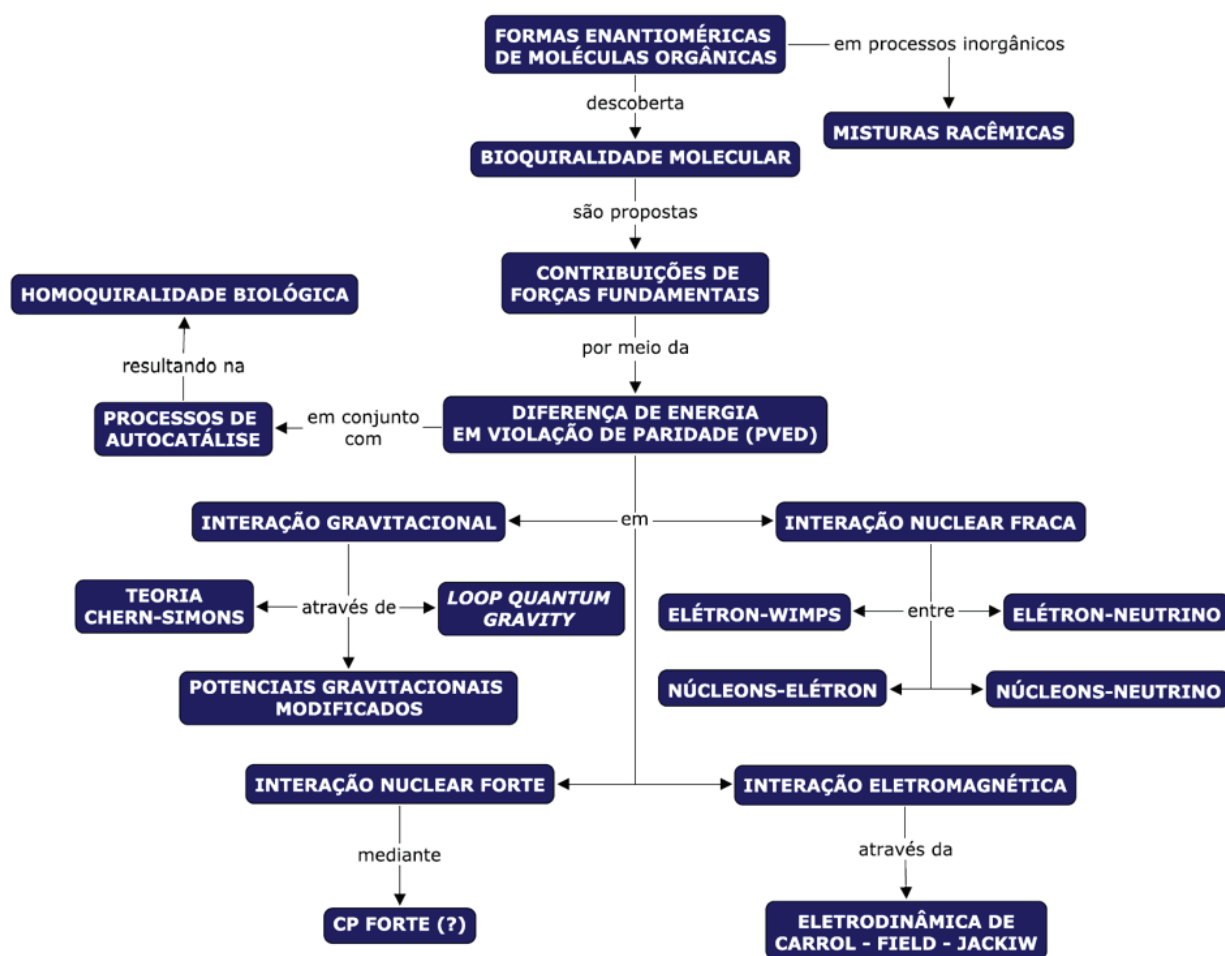 FORMAS ENANTIOMÉRICAS
DE MOLÉCULAS ORGÂNICAS
em processos inorgânicos
descoberta
MISTURAS RACÊMICAS
BIOQUIRALIDADE MOLECULAR
são propostas
CONTRIBUIÇÕES DE
FORÇAS FUNDAMENTAIS
HOMOQUIRALIDADE BIOLÓGICA
por meio da
resultando na
PROCESSOS DE
AUTOCATÁLISE
em conjunto
com
DIFERENÇA DE ENERGIA
EM VIOLAÇÃO DE PARIDADE (PVED)
INTERAÇÃO GRAVITACIONAL
em
INTERAÇÃO NUCLEAR FRACA
TEORIA
CHERN-SIMONS
através de
LOOP QUANTUM
GRAVITY
POTENCIAIS GRAVITACIONAIS
MODIFICADOS
ELÉTRON-WIMPS
entre
ELÉTRON-NEUTRINO
NÚCLEONS-ELÉTRON
NÚCLEONS-NEUTRINO
INTERAÇÃO NUCLEAR FORTE
INTERAÇÃO ELETROMAGNÉTICA
mediante
através da
CP FORTE (?)
ELETRODINÂMICA DE
CARROL - FIELD - JACKIW